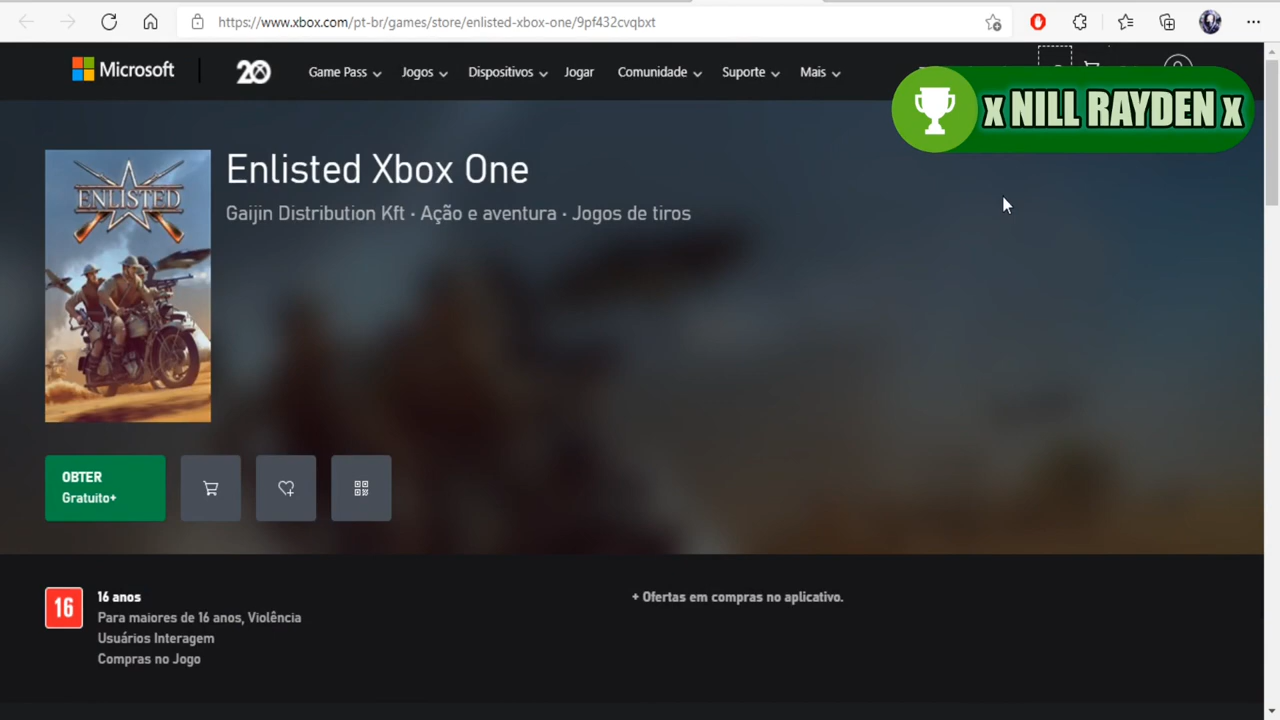 https://www.xbox.com/pt-br/games/store/enlisted-xbox-one/9pf432cvqbxt
Microsoft
20
Game Pass
Jogos
Dispositivos
Jogar
Comunidade
Suporte
Mais
x NILL RAYDEN x
ENLISTED
Enlisted Xbox One
Gaijin Distribution Kft · Ação e aventura · Jogos de tiros
OBTER
Gratuito+
16
16 anos
Para maiores de 16 anos, Violência
Usuários Interagem
Compras no Jogo
+ Ofertas em compras no aplicativo.